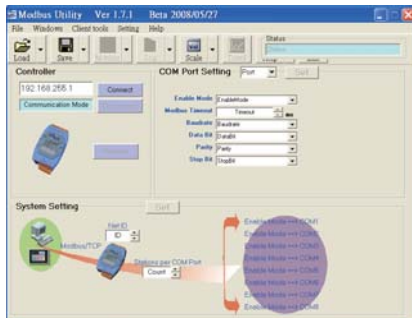 Modbus Utility Ver 1.7.1 Beta 2008/05/27
File Windows Client tools Setting Help
Load Save Scale
Status
Controller
192.168.255.1 Connect
Communication Mode
COM Port Setting Port Set
Enable Mode EnableMode
Modbus Timeout Timeout ms
Baudrate Baudrate
Data Bit DataBit
Parity Parity
Stop Bit StopBit
System Setting Set
Net ID
ID
Modbus/TCP
Stations per COM Port
Count
Enable Mode ==> COM1
Enable Mode ==> COM2
Enable Mode ==> COM3
Enable Mode ==> COM4
Enable Mode ==> COM5
Enable Mode ==> COM6
Enable Mode ==> COM7
Enable Mode ==> COM8